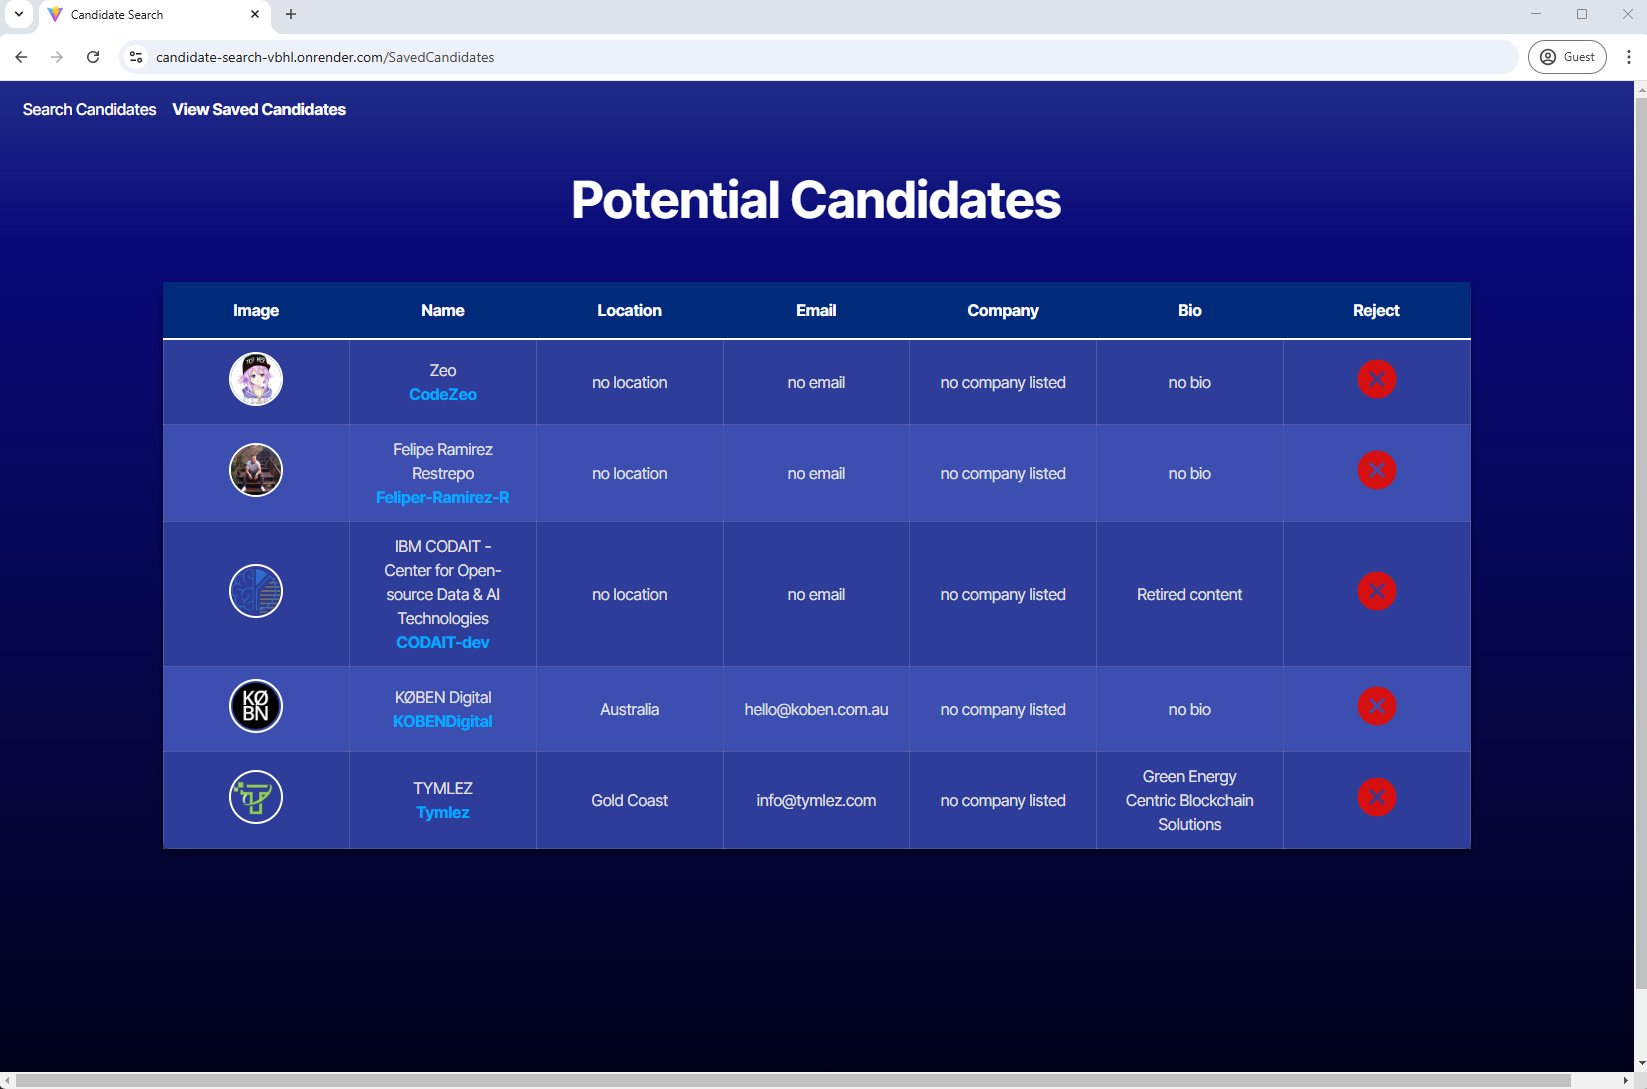 Candidate Search
candidate-search-vbhl.onrender.com/SavedCandidates
Guest
Search Candidates View Saved Candidates
Potential Candidates
Image Name Location Email Company Bio Reject
Zeo
CodeZeo
no location no email no company listed no bio
Felipe Ramirez
Restrepo
Feliper-Ramirez-R
no location no email no company listed no bio
IBM CODAIT -
Center for Open-
source Data & AI
Technologies
CODAIT-dev
no location no email no company listed Retired content
KØ
BN
KØBEN Digital
KOBENDigital
Australia hello@koben.com.au no company listed no bio
TYMLEZ
Tymlez
Gold Coast info@tymlez.com no company listed
Green Energy
Centric Blockchain
Solutions